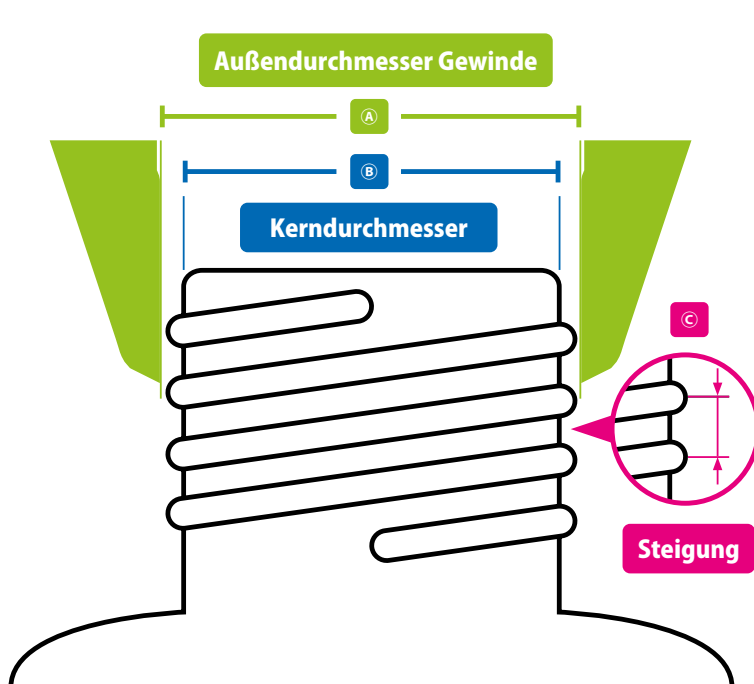 Außendurchmesser Gewinde
Ⓐ
Ⓑ
Kerndurchmesser
Ⓒ
Steigung